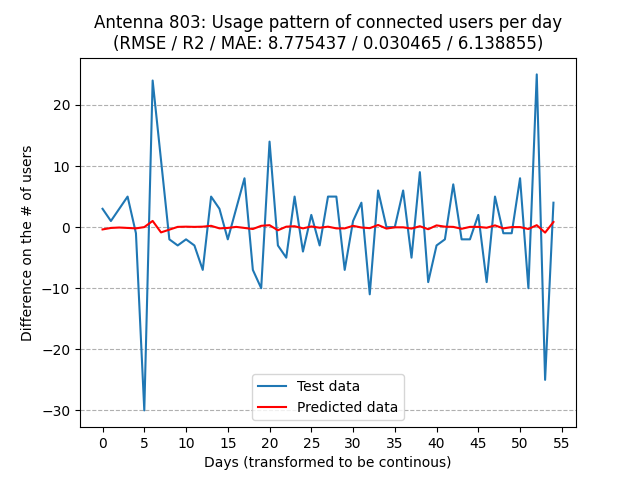 Antenna 803: Usage pattern of connected users per day
(RMSE / R2 / MAE: 8.775437 / 0.030465 / 6.138855)
Difference on the # of users
20
10
0
−10
−20
−30
Test data
Predicted data
0 5 10 15 20 25 30 35 40 45 50 55
Days (transformed to be continous)